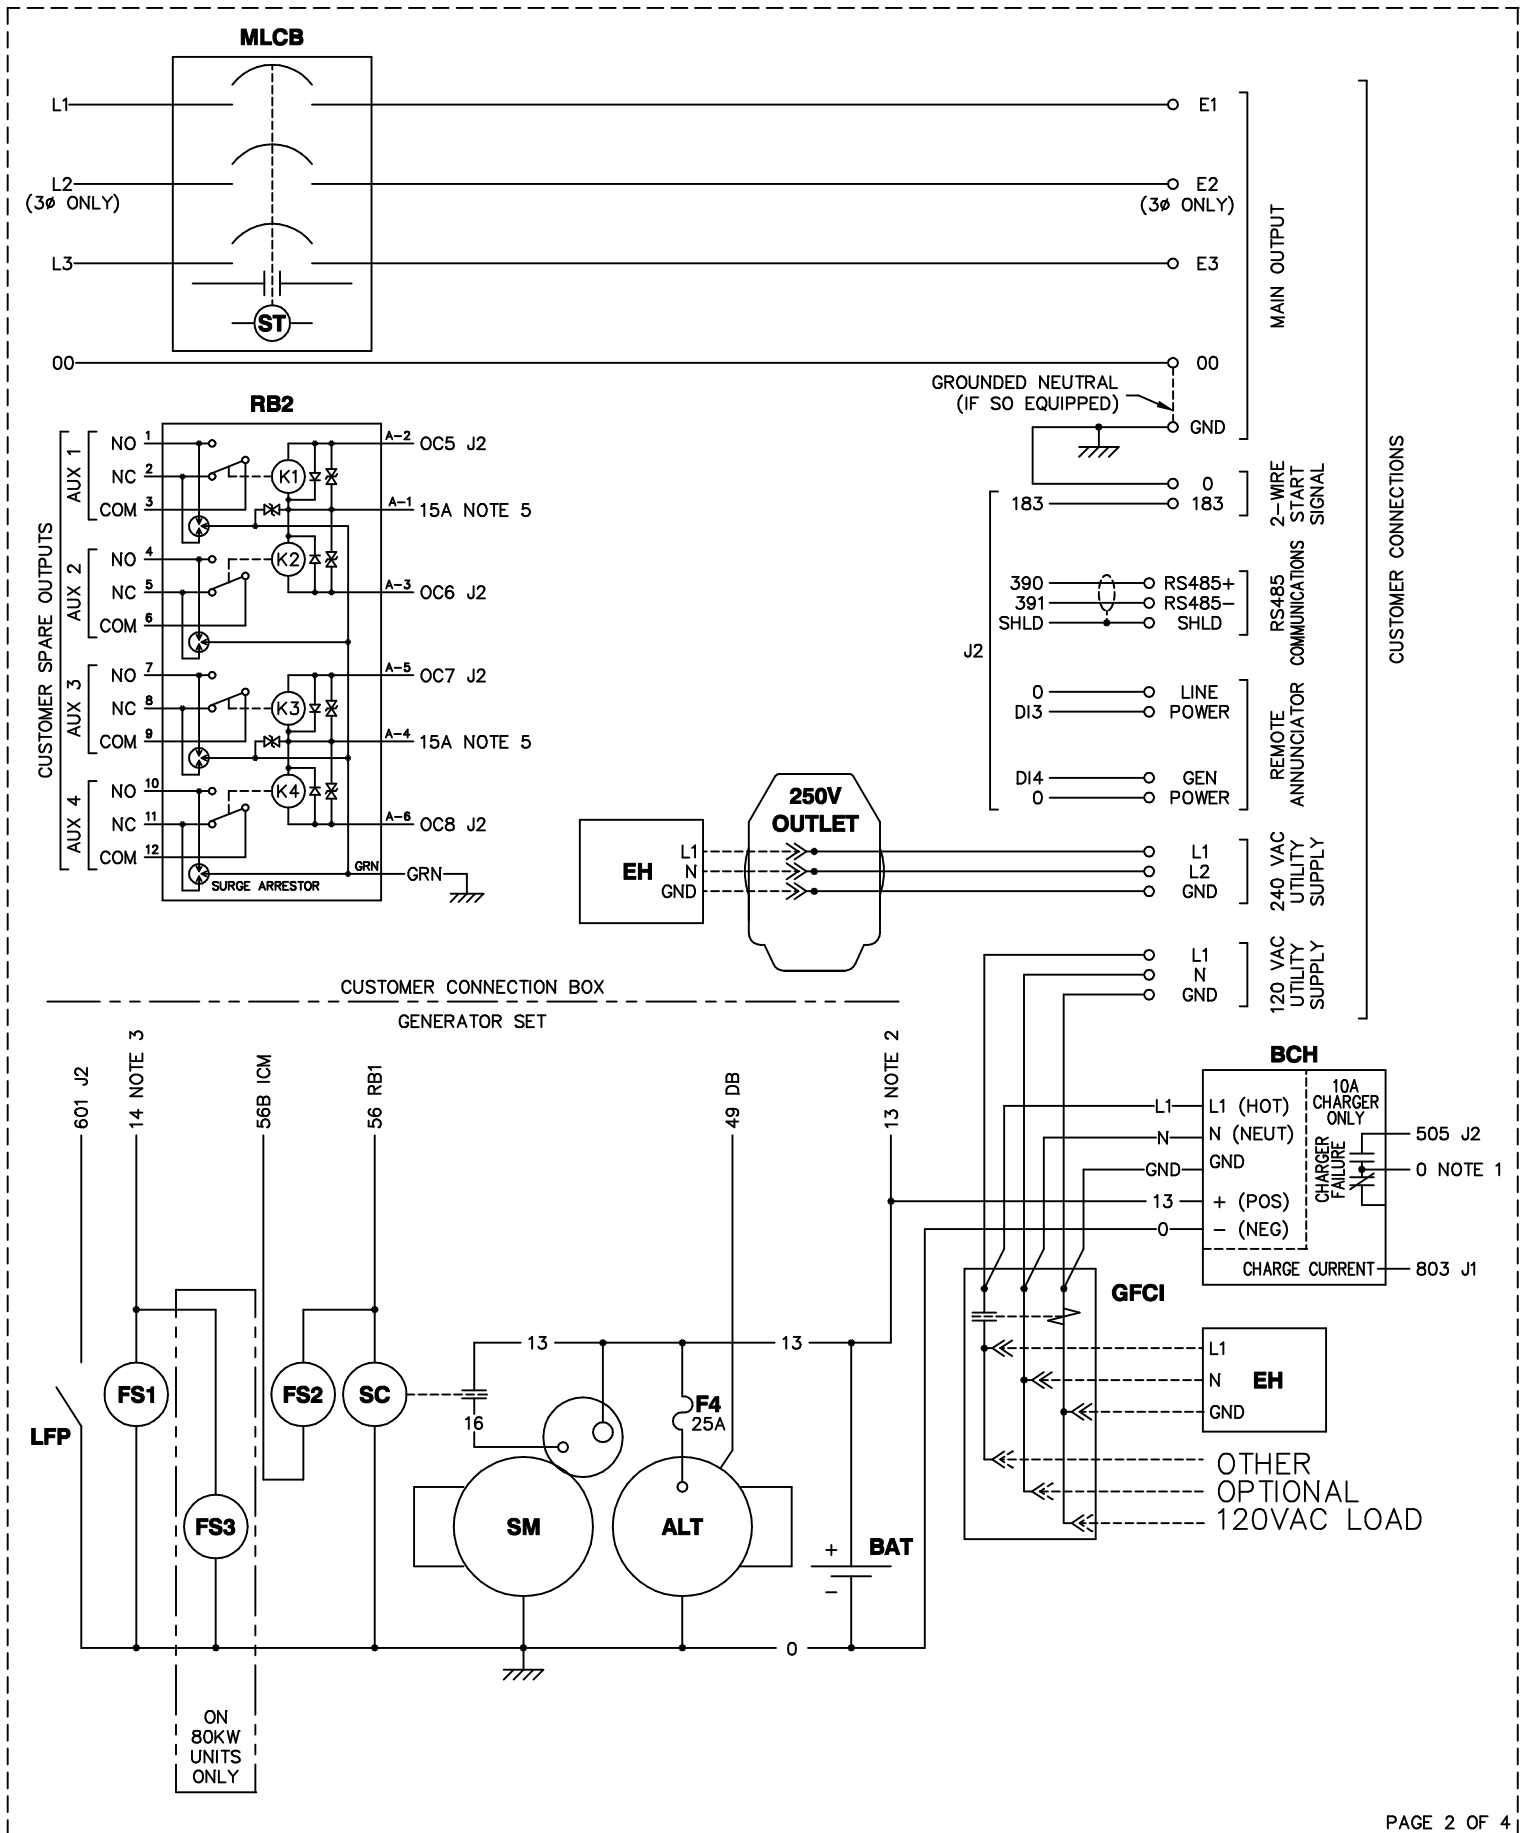 MLCB
L1
E1
L2
(3ø ONLY)
E2
(3ø ONLY)
L3
E3
ST
00
00
MAIN OUTPUT
GROUNDED NEUTRAL
(IF SO EQUIPPED)
GND
CUSTOMER CONNECTIONS
RB2
CUSTOMER SPARE OUTPUTS
AUX 1
NO 1
NC 2
COM 3
K1
A-2 OC5 J2
A-1 15A NOTE 5
AUX 2
NO 4
NC 5
COM 6
K2
A-3 OC6 J2
AUX 3
NO 7
NC 8
COM 9
K3
A-5 OC7 J2
A-4 15A NOTE 5
AUX 4
NO 10
NC 11
COM 12
K4
A-6 OC8 J2
GRN
GRN
SURGE ARRESTOR
0
183
183
2-WIRE
START
SIGNAL
J2
390
RS485+
391
RS485-
SHLD
SHLD
RS485
COMMUNICATIONS
0
LINE
DI3
POWER
DI4
GEN
0
POWER
REMOTE
ANNUNCIATOR
250V
OUTLET
EH
L1
N
GND
L1
L2
GND
240 VAC
UTILITY
SUPPLY
L1
N
GND
120 VAC
UTILITY
SUPPLY
CUSTOMER CONNECTION BOX
GENERATOR SET
601 J2
14 NOTE 3
56B ICM
56 RB1
49 DB
13 NOTE 2
BCH
L1
L1 (HOT)
N
N (NEUT)
GND
GND
13
+ (POS)
0
- (NEG)
10A
CHARGER
ONLY
CHARGER
FAILURE
505 J2
0 NOTE 1
CHARGE CURRENT
803 J1
GFCI
L1
N
GND
EH
OTHER
OPTIONAL
120VAC LOAD
LFP
FS1
FS2
SC
FS3
13
13
16
F4
25A
SM
ALT
+
BAT
-
0
ON
80KW
UNITS
ONLY
PAGE 2 OF 4